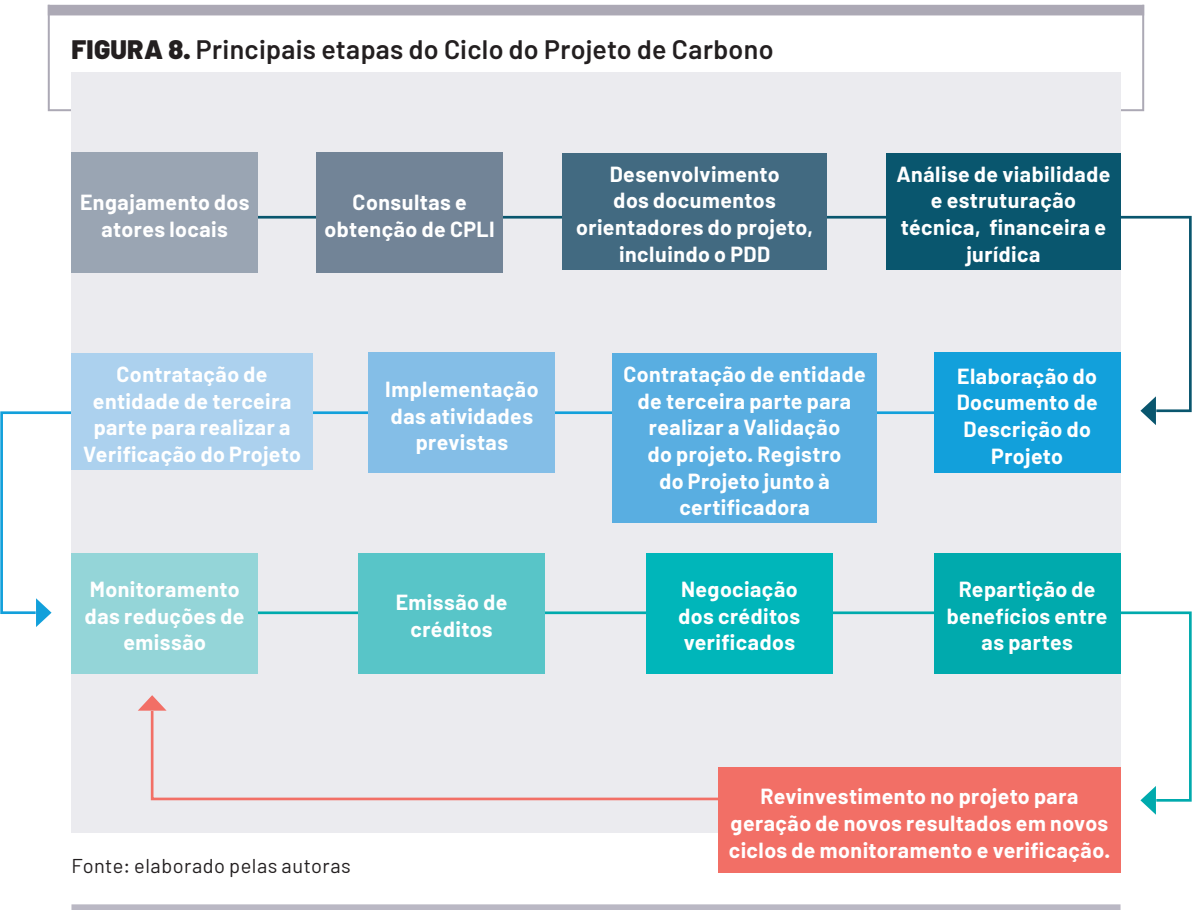 FIGURA 8. Principais etapas do Ciclo do Projeto de Carbono
Engajamento dos
atores locais
Consultas e
obtenção de CPLI
Desenvolvimento
dos documentos
orientadores do projeto,
incluindo o PDD
Análise de viabilidade
e estruturação
técnica, financeira e
jurídica
Elaboração do
Documento de
Descrição do
Projeto
Contratação de entidade
de terceira parte para
realizar a Validação
do projeto. Registro
do Projeto junto à
certificadora
Implementação
das atividades
previstas
Contratação de
entidade de terceira
parte para realizar a
Verificação do Projeto
Monitoramento
das reduções de
emissão
Emissão de
créditos
Negociação
dos créditos
verificados
Repartição de
benefícios entre
as partes
Revinvestimento no projeto para
geração de novos resultados em novos
ciclos de monitoramento e verificação.
Fonte: elaborado pelas autoras